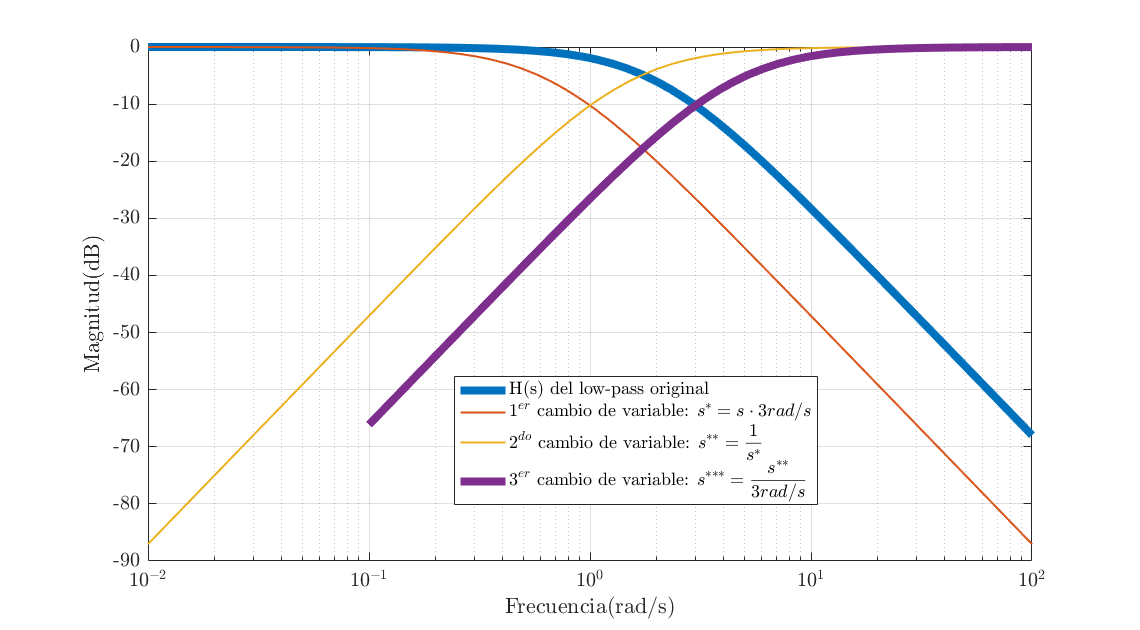 0
-10
-20
-30
-40
-50
-60
-70
-80
-90
Magnitud(dB)
H(s) del low-pass original
1^{er} cambio de variable: s^{*} = s · 3rad/s
2^{do} cambio de variable: s^{**} = \frac{1}{s^{*}}
3^{er} cambio de variable: s^{***} = \frac{s^{**}}{3rad/s}
10^{-2} 10^{-1} 10^{0} 10^{1} 10^{2}
Frecuencia(rad/s)